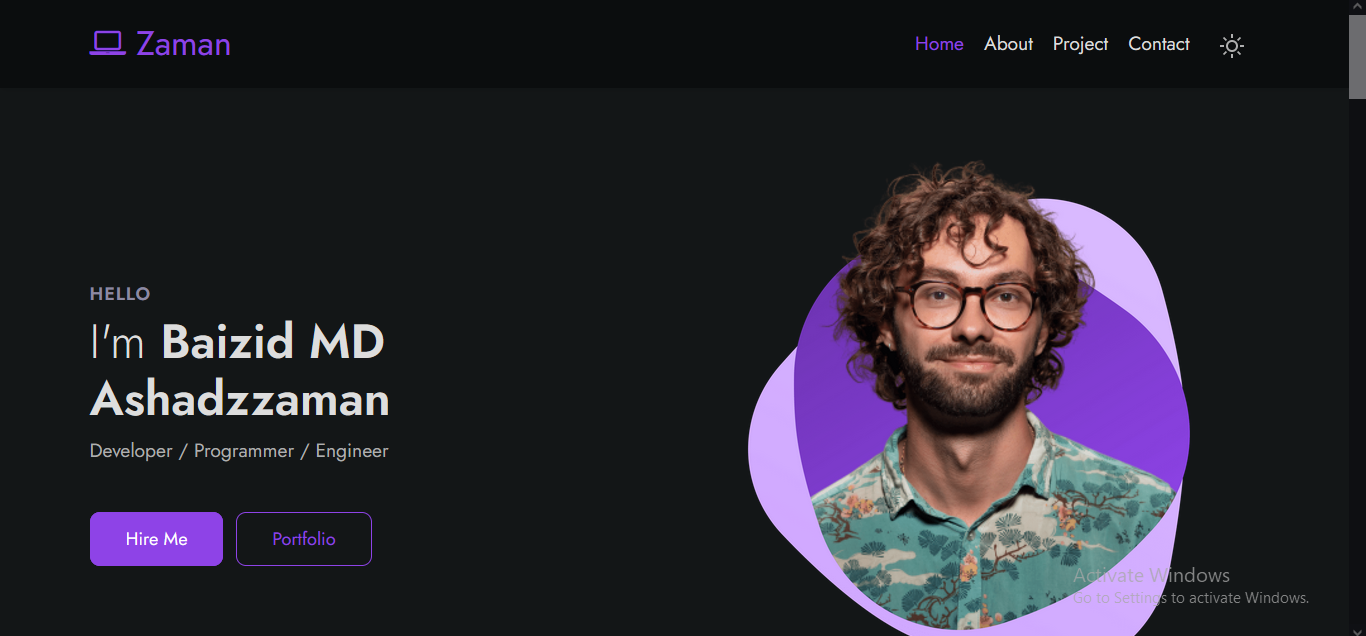 Zaman
Home About Project Contact
HELLO
I'm Baizid MD
Ashadzzaman
Developer / Programmer / Engineer
Hire Me Portfolio
Activate Windows
Go to Settings to activate Windows.